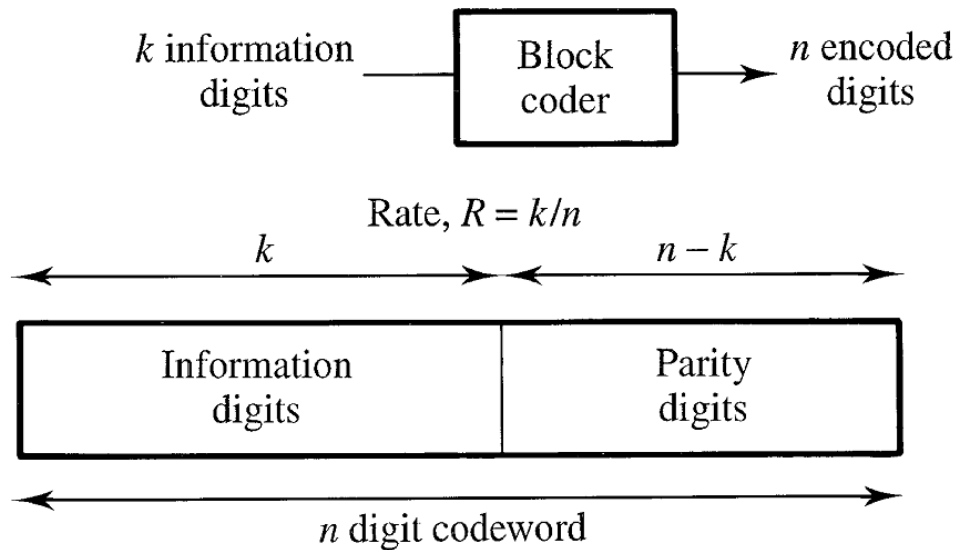 k information
digits
Block
coder
n encoded
digits
Rate, R = k/n
k
n – k
Information
digits
Parity
digits
n digit codeword